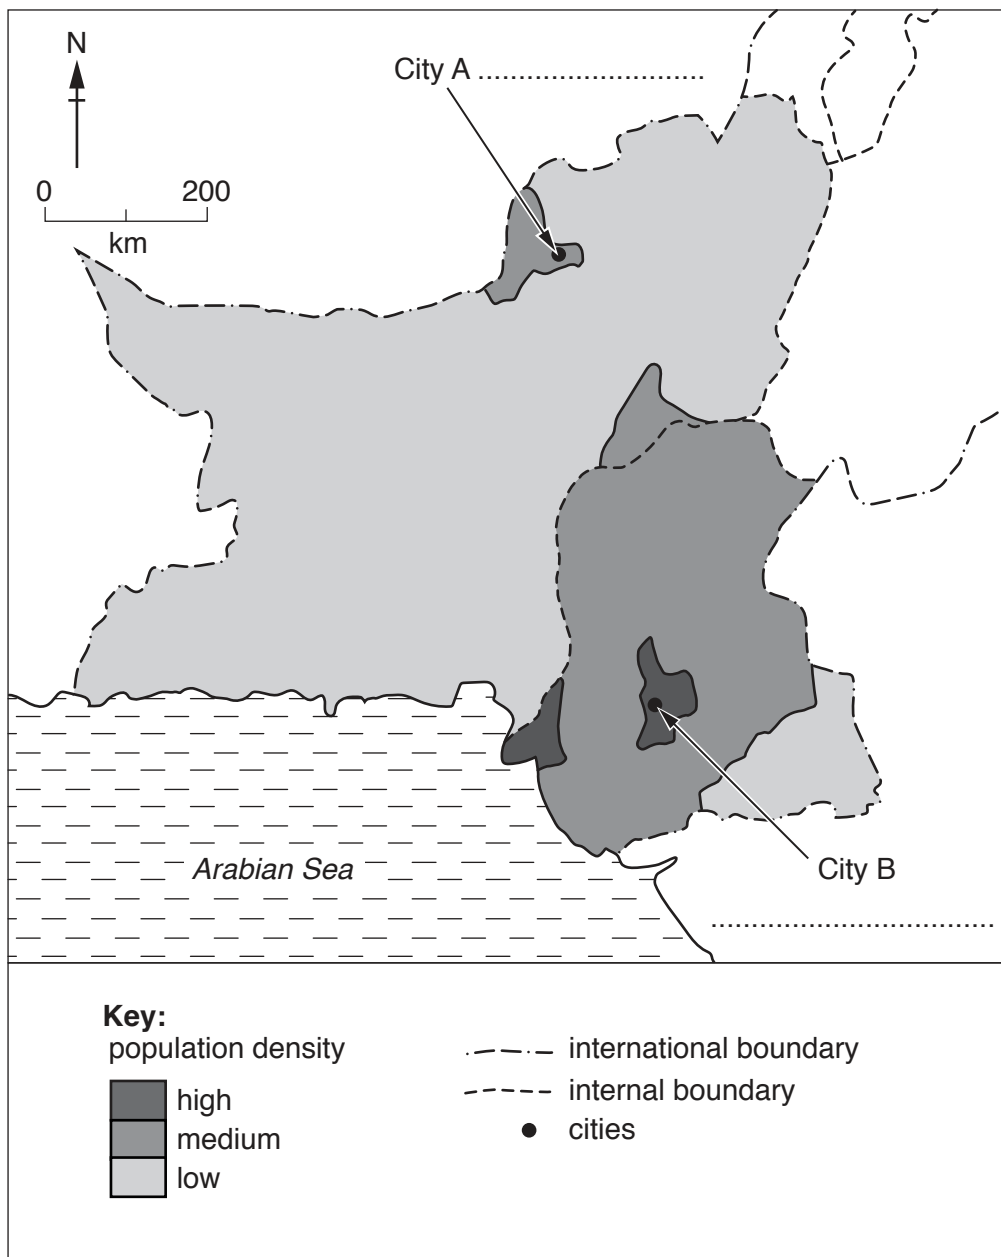 N
City A ............................
0 200
km
Arabian Sea
City B
...................................
Key:
population density
high
medium
low
international boundary
internal boundary
cities